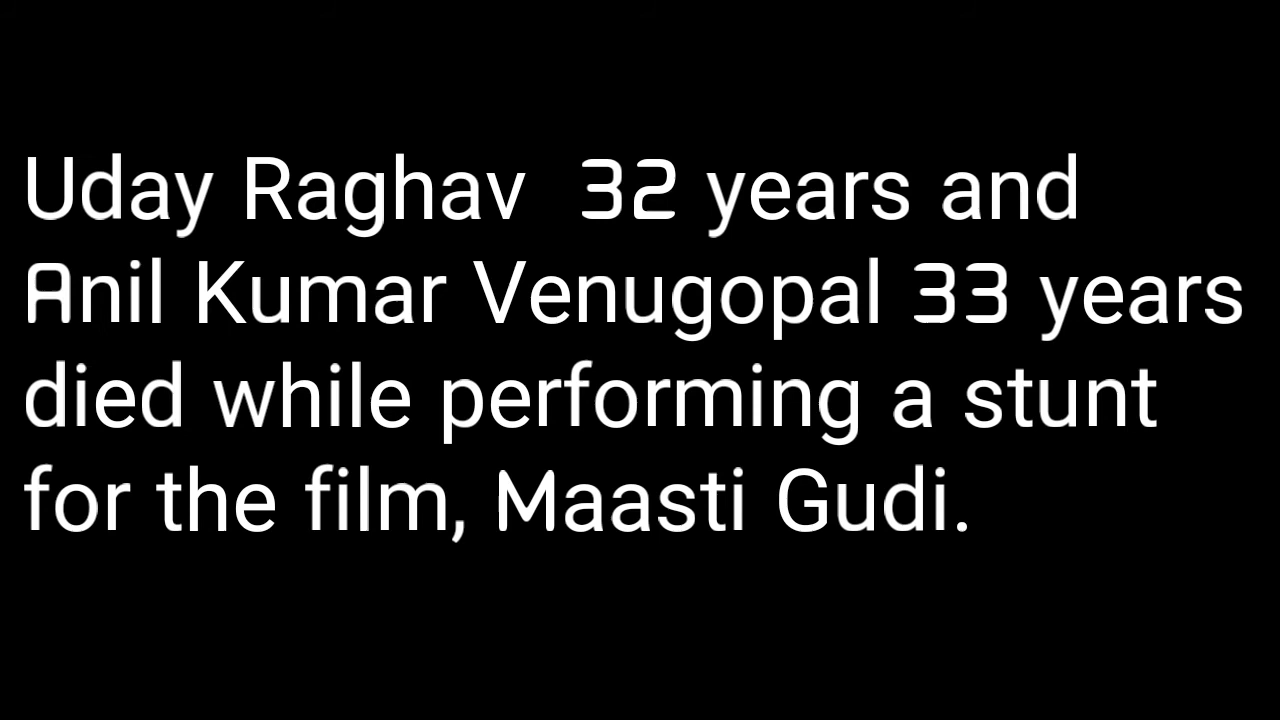 Uday Raghav  32 years and
Anil Kumar Venugopal 33 years
died while performing a stunt
for the film, Maasti Gudi.